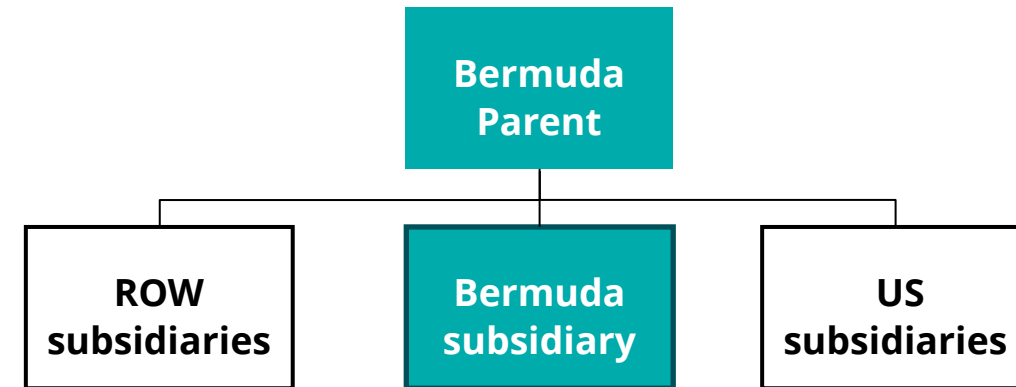 Bermuda
Parent
ROW
subsidiaries
Bermuda
subsidiary
US
subsidiaries